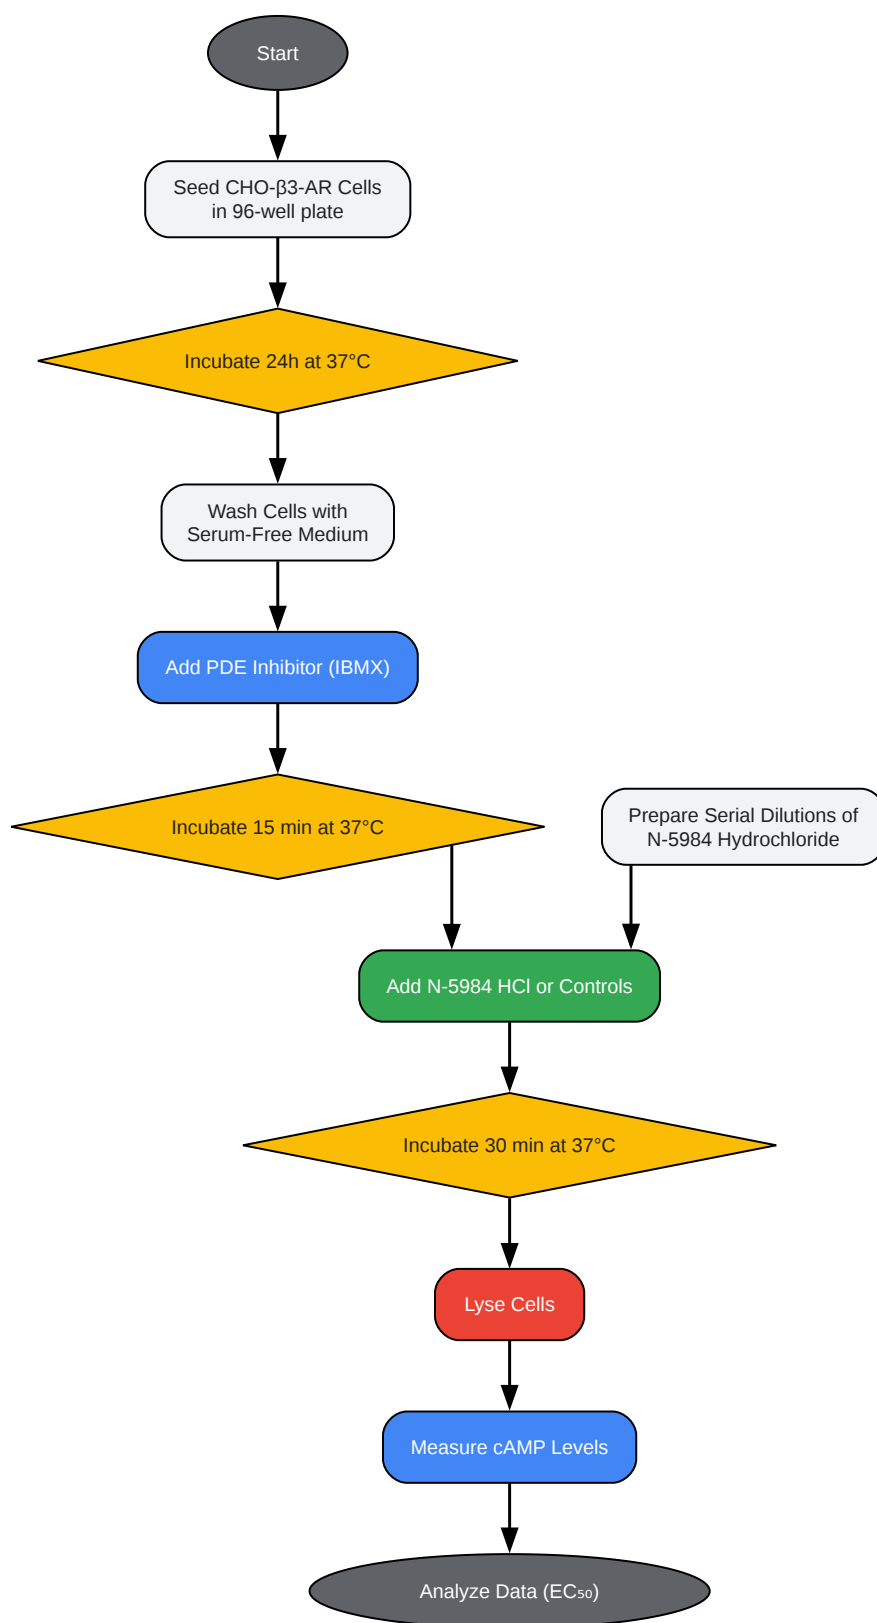 Start
Seed CHO-β3-AR Cells
in 96-well plate
Incubate 24h at 37°C
Wash Cells with
Serum-Free Medium
Add PDE Inhibitor (IBMX)
Incubate 15 min at 37°C
Prepare Serial Dilutions of
N-5984 Hydrochloride
Add N-5984 HCl or Controls
Incubate 30 min at 37°C
Lyse Cells
Measure cAMP Levels
Analyze Data (EC₅₀)